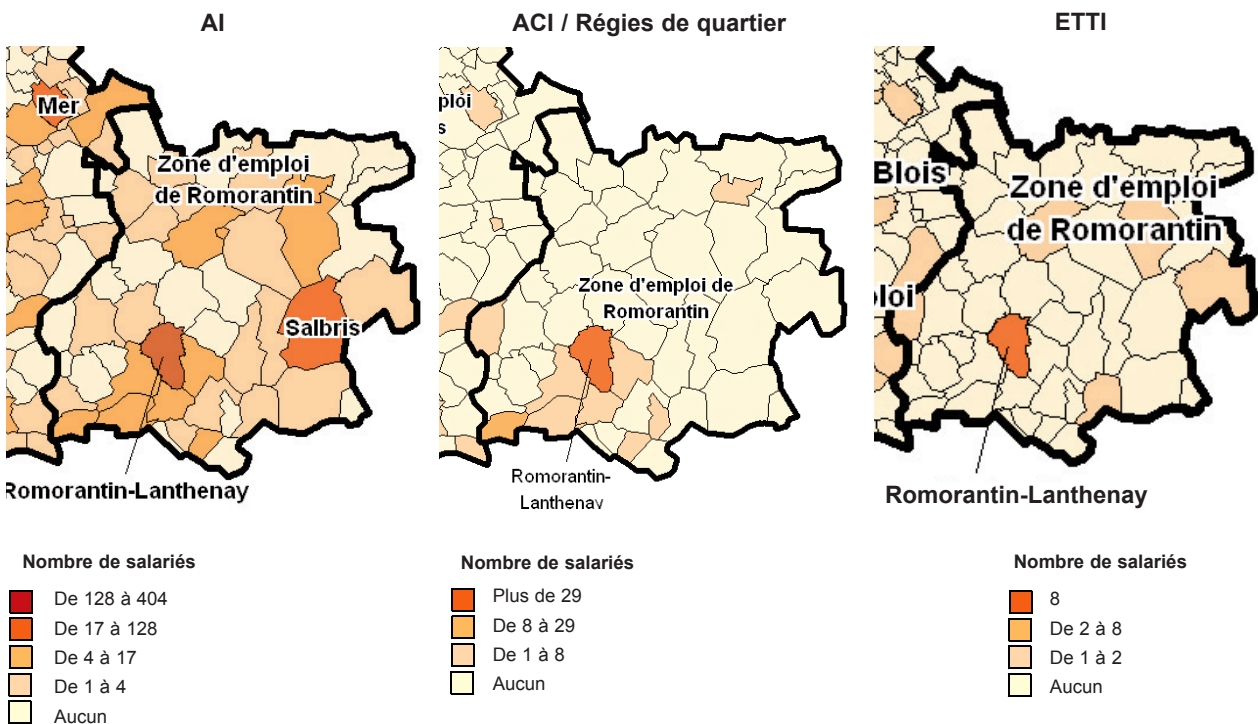 AI
Mer
Zone d'emploi
de Romorantin
Salbris
Romorantin-Lanthenay
Nombre de salariés
De 128 à 404
De 17 à 128
De 4 à 17
De 1 à 4
Aucun
ACI / Régies de quartier
ploi
s
Zone d'emploi de
Romorantin
Romorantin-
Lanthenay
Nombre de salariés
Plus de 29
De 8 à 29
De 1 à 8
Aucun
ETTI
Blois
Zone d'emploi
de Romorantin
ploi
Romorantin-Lanthenay
Nombre de salariés
8
De 2 à 8
De 1 à 2
Aucun